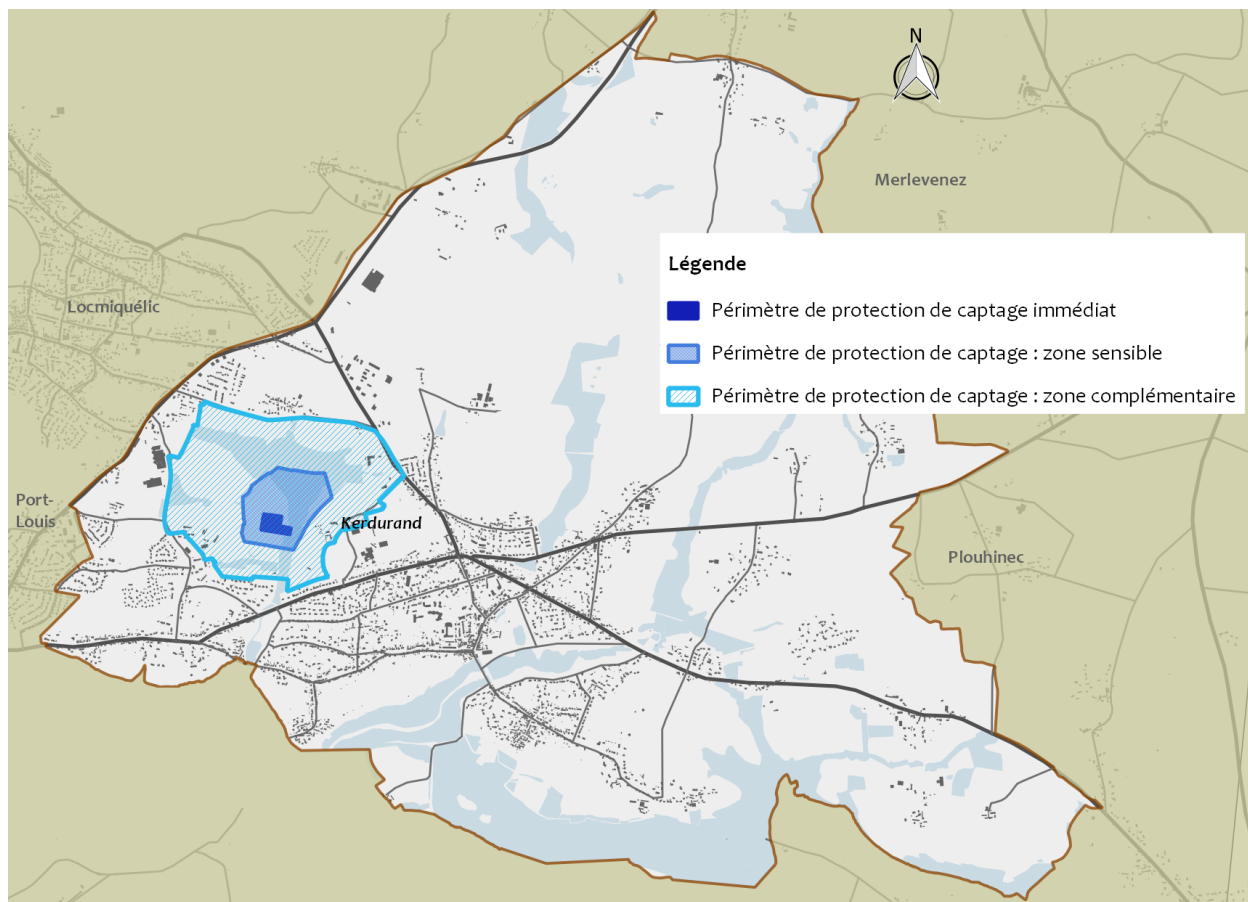 N
Merlevenez
Légende
Locmiquélic
Périmètre de protection de captage immédiat
Périmètre de protection de captage : zone sensible
Périmètre de protection de captage : zone complémentaire
Port-
Louis
Kerdurand
Plouhinec